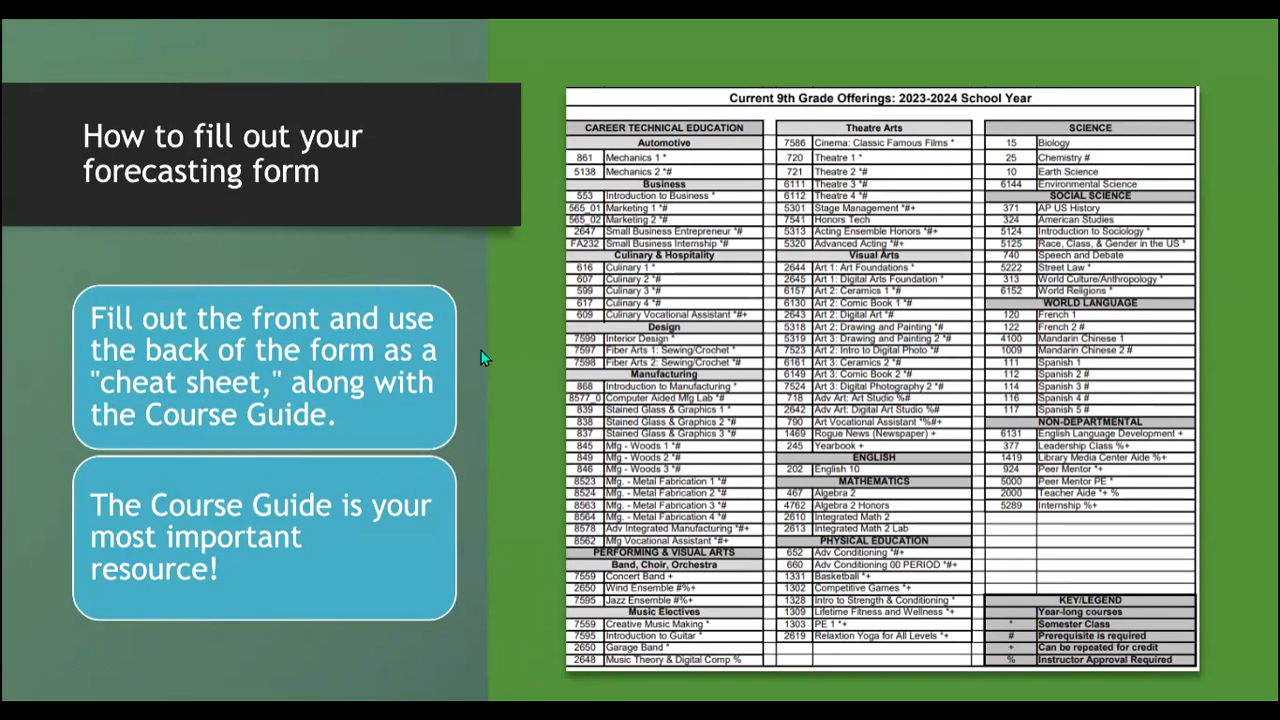 How to fill out your
forecasting form
Fill out the front and use
the back of the form as a
"cheat sheet," along with
the Course Guide.
The Course Guide is your
most important
resource!
Current 9th Grade Offerings: 2023-2024 School Year
CAREER TECHNICAL EDUCATION
Automotive
861 Mechanics 1 *
5138 Mechanics 2 *#
Business
553 Introduction to Business *
565_01 Marketing 1 *#
565_02 Marketing 2 *#
2647 Small Business Entrepreneur *#
FA232 Small Business Internship *#
Culinary & Hospitality
616 Culinary 1 *
607 Culinary 2 *#
599 Culinary 3 *#
617 Culinary 4 *#
609 Culinary Vocational Assistant *#+
Design
7599 Interior Design *
7597 Fiber Arts 1: Sewing/Crochet *
7598 Fiber Arts 2: Sewing/Crochet *#
Manufacturing
868 Introduction to Manufacturing *
8577_0 Computer Aided Mfg Lab *#
839 Stained Glass & Graphics 1 *
838 Stained Glass & Graphics 2 *#
837 Stained Glass & Graphics 3 *#
845 Mfg - Woods 1 *#
849 Mfg - Woods 2 *#
846 Mfg - Woods 3 *#
8523 Mfg. - Metal Fabrication 1 *#
8524 Mfg. - Metal Fabrication 2 *#
8563 Mfg. - Metal Fabrication 3 *#
8564 Mfg. - Metal Fabrication 4 *#
8578 Adv Integrated Manufacturing *#+
8562 Mfg Vocational Assistant *#+
PERFORMING & VISUAL ARTS
Band, Choir, Orchestra
7559 Concert Band +
2650 Wind Ensemble #%+
7595 Jazz Ensemble #%+
Music Electives
7559 Creative Music Making *
7595 Introduction to Guitar *
2650 Garage Band *
2648 Music Theory & Digital Comp %
Theatre Arts
7586 Cinema: Classic Famous Films *
720 Theatre 1 *
721 Theatre 2 *#
6111 Theatre 3 *#
6112 Theatre 4 *#
5301 Stage Management *#+
7541 Honors Tech
5313 Acting Ensemble Honors *#+
5320 Advanced Acting *#+
Visual Arts
2644 Art 1: Art Foundations *
2645 Art 1: Digital Arts Foundation *
6157 Art 2: Ceramics 1 *#
6130 Art 2: Comic Book 1 *#
2643 Art 2: Digital Art *#
5318 Art 2: Drawing and Painting *#
5319 Art 3: Drawing and Painting 2 *#
7523 Art 2: Intro to Digital Photo *#
6161 Art 3: Ceramics 2 *#
6149 Art 3: Comic Book 2 *#
7524 Art 3: Digital Photography 2 *#
718 Adv Art: Art Studio %#
2642 Adv Art: Digital Art Studio %#
790 Art Vocational Assistant *%#+
1469 Rogue News (Newspaper) +
245 Yearbook +
ENGLISH
202 English 10
MATHEMATICS
467 Algebra 2
4762 Algebra 2 Honors
2610 Integrated Math 2
2613 Integrated Math 2 Lab
PHYSICAL EDUCATION
652 Adv Conditioning *#+
660 Adv Conditioning 00 PERIOD *#+
1331 Basketball *+
1302 Competitive Games *+
1328 Intro to Strength & Conditioning *
1309 Lifetime Fitness and Wellness *+
1303 PE 1 *+
2619 Relaxtion Yoga for All Levels *+
SCIENCE
15 Biology
25 Chemistry #
10 Earth Science
6144 Environmental Science
SOCIAL SCIENCE
371 AP US History
324 American Studies
5124 Introduction to Sociology *
5125 Race, Class, & Gender in the US *
740 Speech and Debate
5222 Street Law *
313 World Culture/Anthropology *
6152 World Religions *
WORLD LANGUAGE
120 French 1
122 French 2 #
4100 Mandarin Chinese 1
1009 Mandarin Chinese 2 #
111 Spanish 1
112 Spanish 2 #
114 Spanish 3 #
116 Spanish 4 #
117 Spanish 5 #
NON-DEPARTMENTAL
6131 English Language Development +
377 Leadership Class %+
1419 Library Media Center Aide %+
924 Peer Mentor *+
5000 Peer Mentor PE *
2000 Teacher Aide *+ %
5289 Internship %+
KEY/LEGEND
Year-long courses
* Semester Class
# Prerequisite is required
+ Can be repeated for credit
% Instructor Approval Required